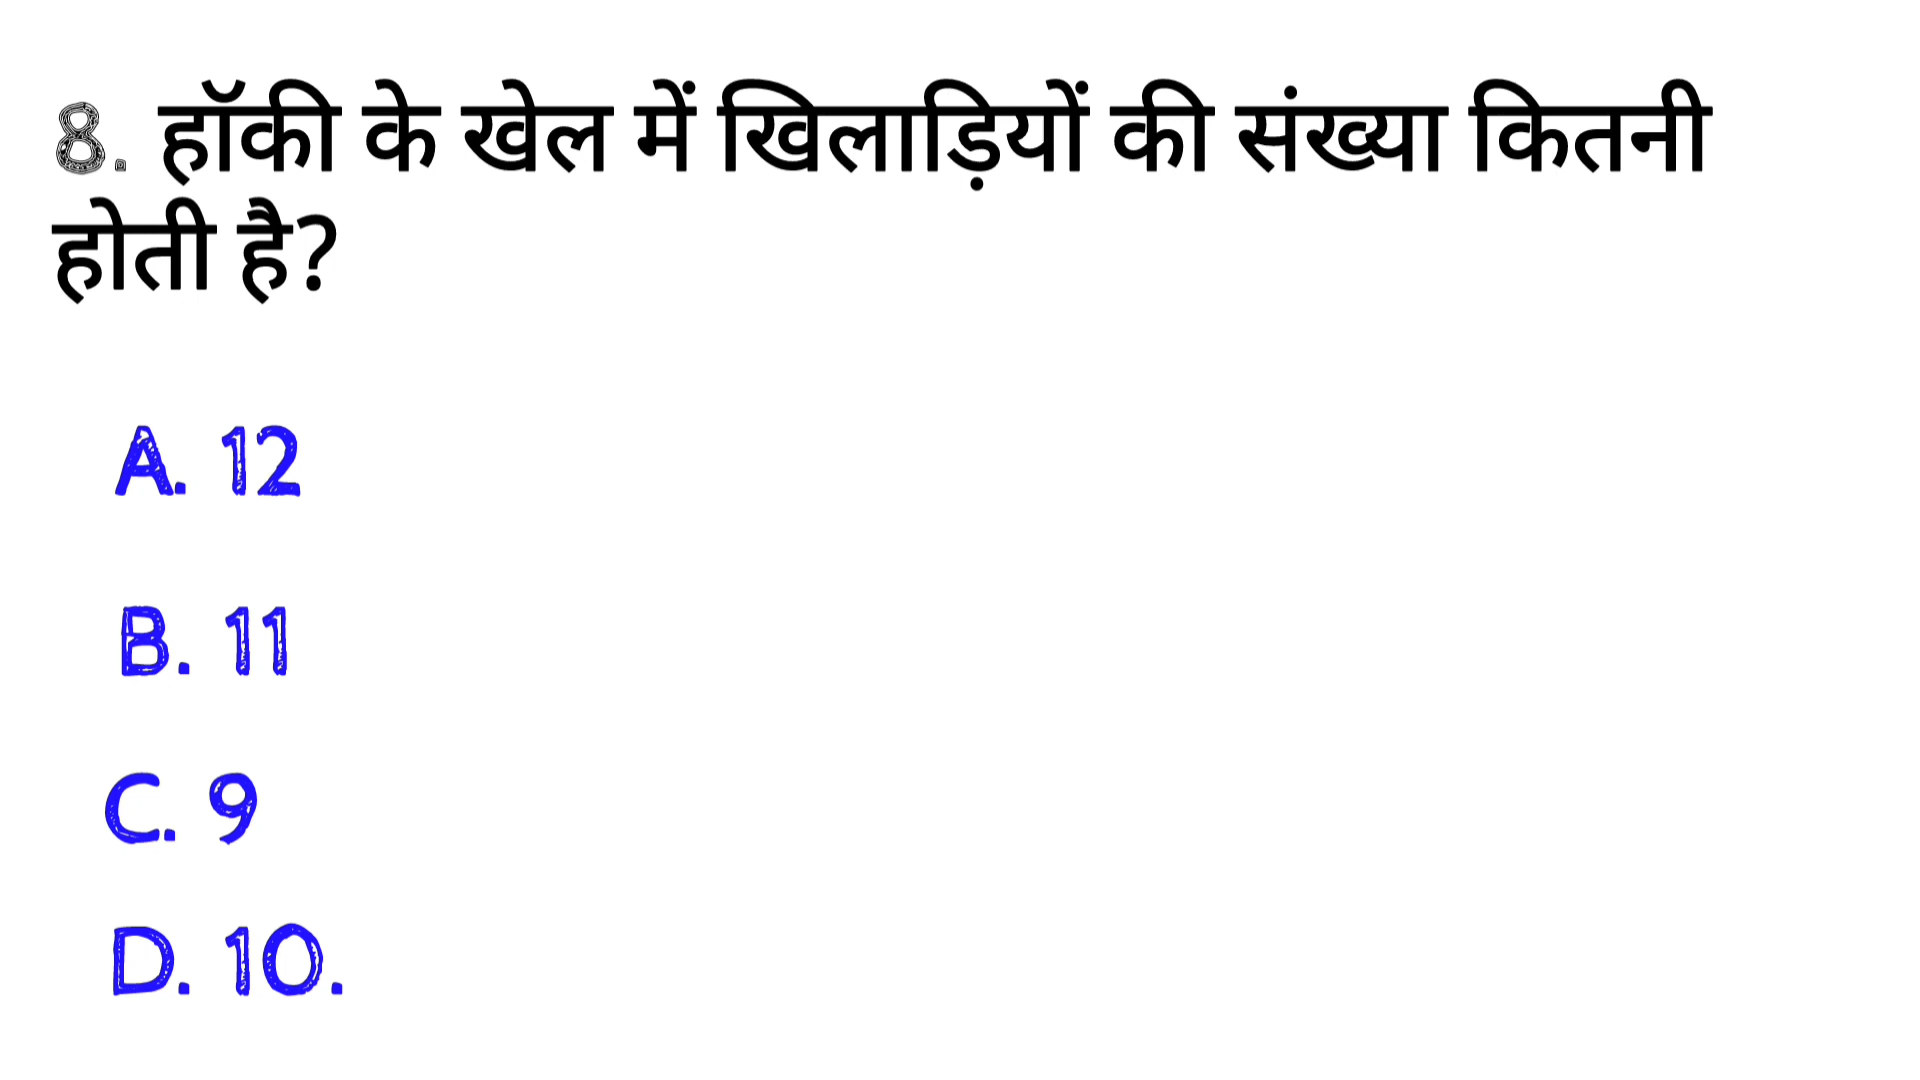 8. हॉकी के खेल में खिलाड़ियों की संख्या कितनी
होती है?
A. 12
B. 11
C. 9
D. 10.